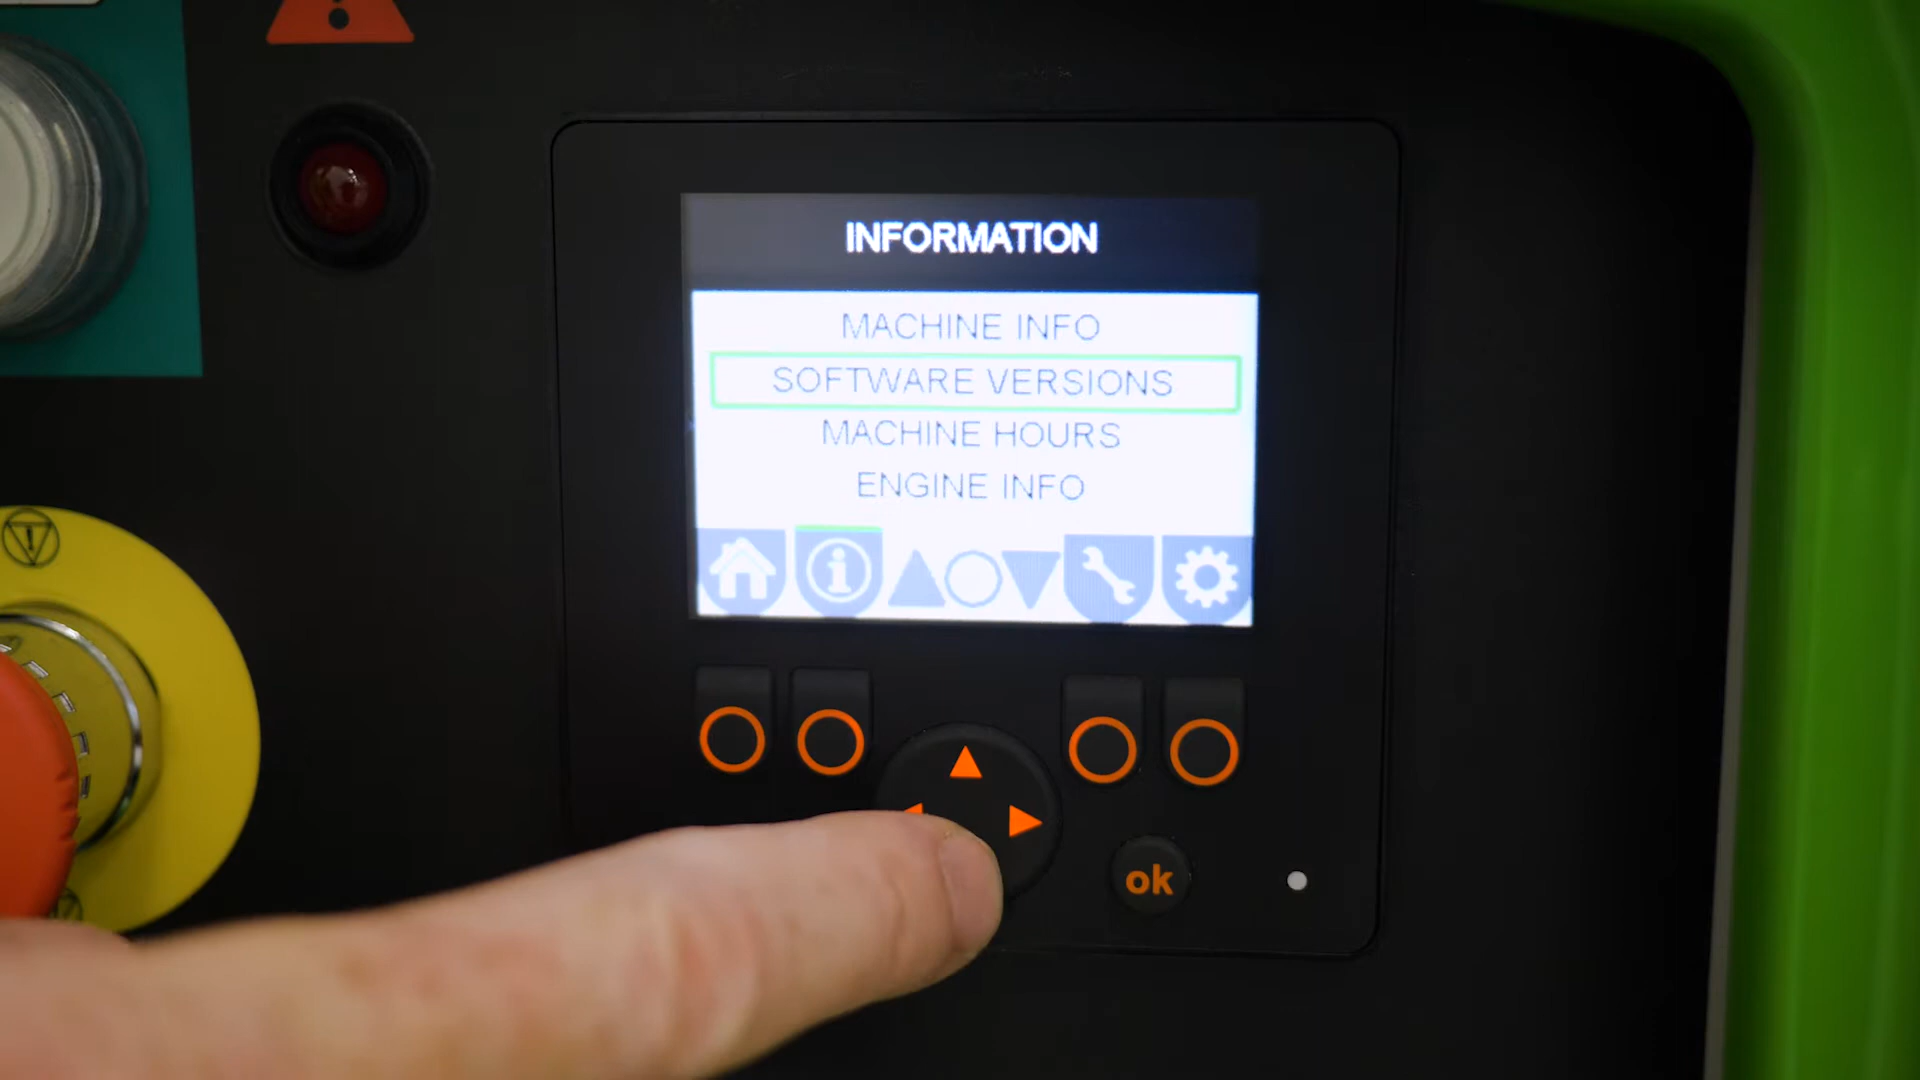 INFORMATION
MACHINE INFO
SOFTWARE VERSIONS
MACHINE HOURS
ENGINE INFO
ok